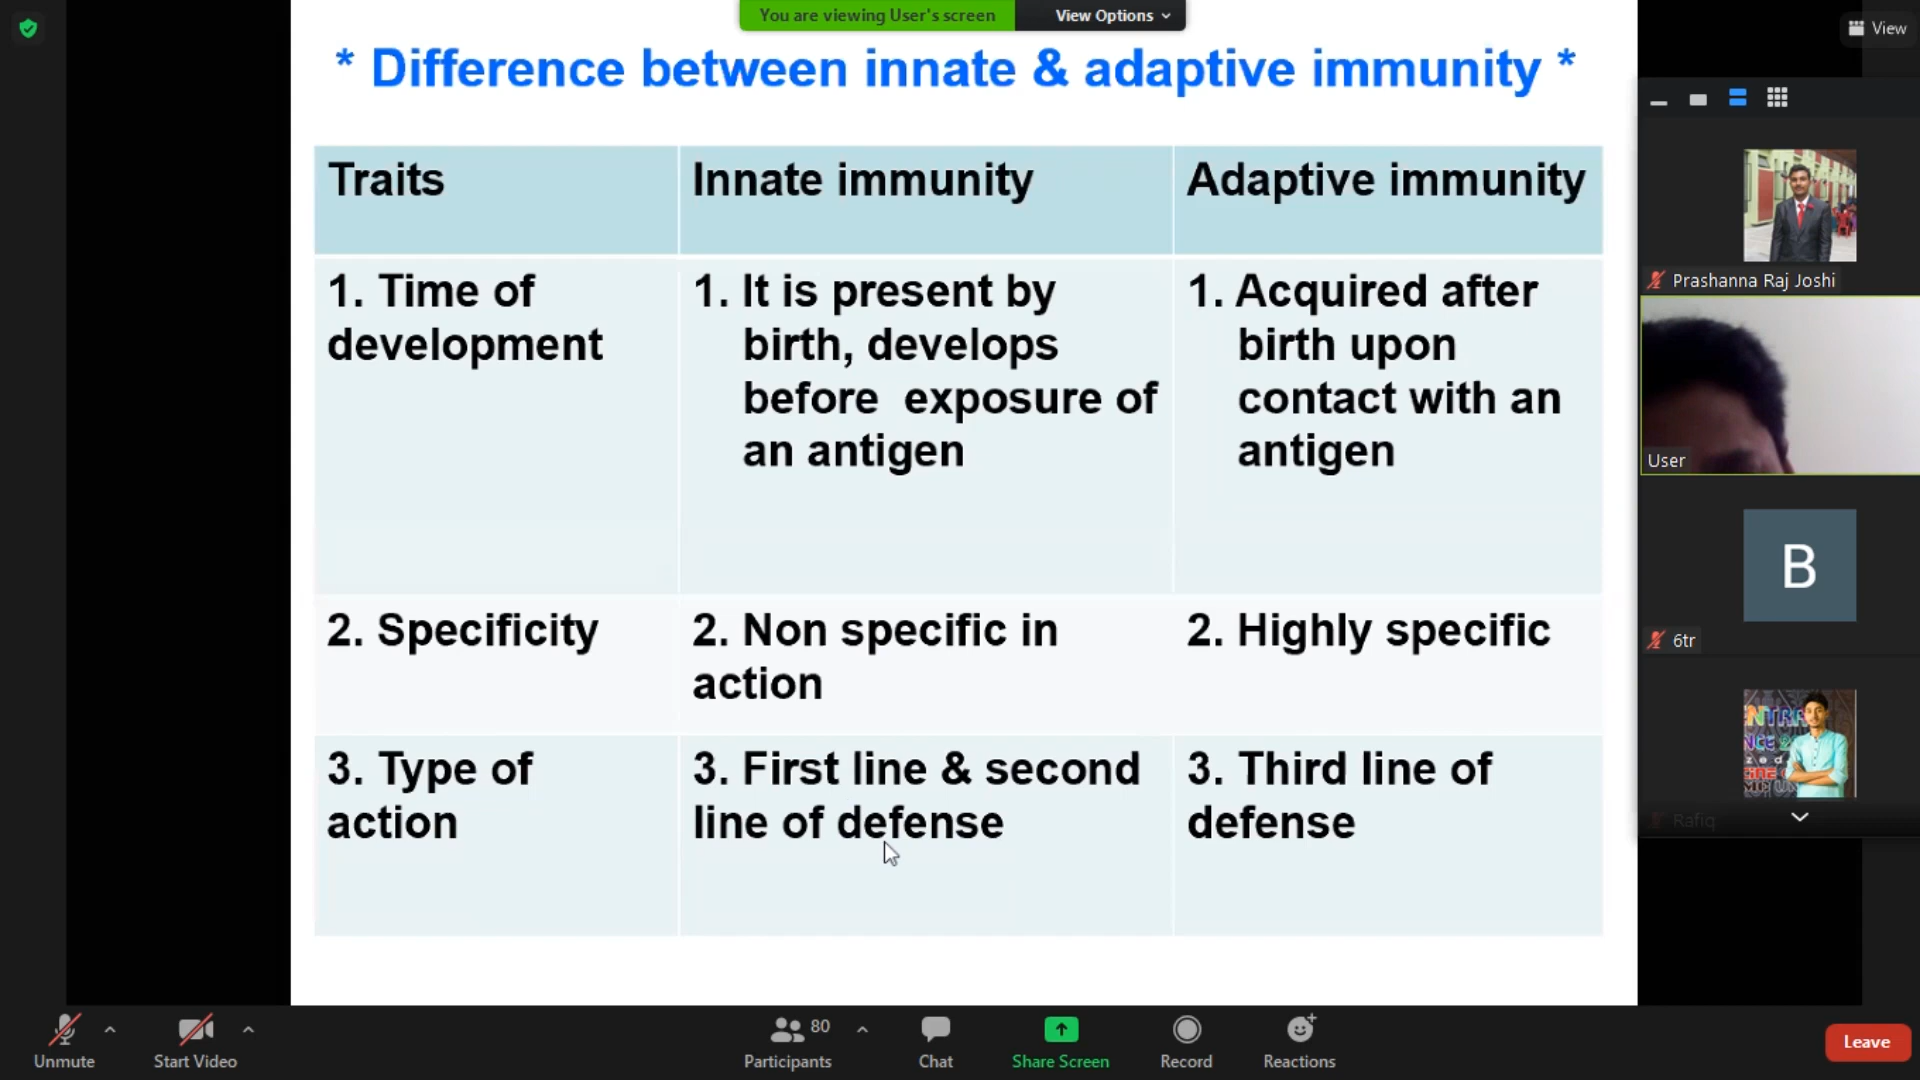 You are viewing User's screen
View Options
View
* Difference between innate & adaptive immunity *
Traits
Innate immunity
Adaptive immunity
1. Time of
development
1. It is present by
birth, develops
before exposure of
an antigen
1. Acquired after
birth upon
contact with an
antigen
2. Specificity
2. Non specific in
action
2. Highly specific
3. Type of
action
3. First line & second
line of defense
3. Third line of
defense
Prashanna Raj Joshi
User
B
6tr
Rafiq
Unmute
Start Video
80
Participants
Chat
Share Screen
Record
Reactions
Leave